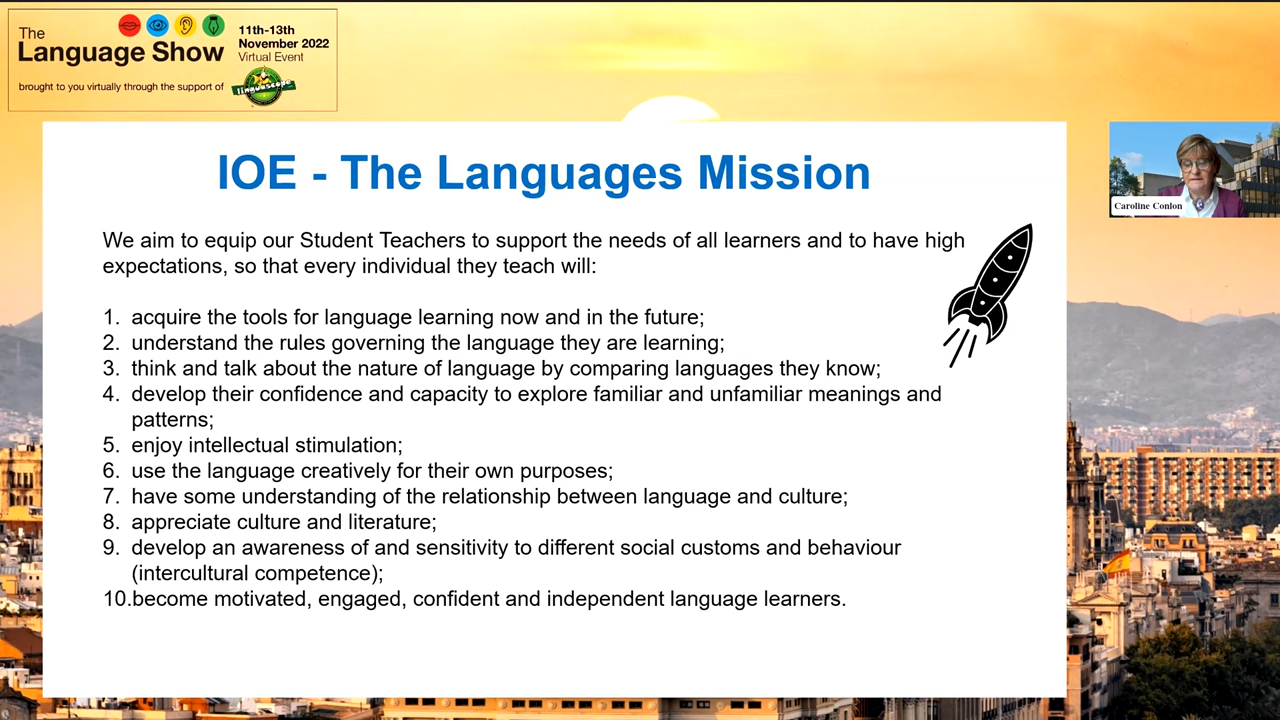 The
Language Show
11th-13th
November 2022
Virtual Event
brought to you virtually through the support of
linguascope
IOE - The Languages Mission
We aim to equip our Student Teachers to support the needs of all learners and to have high
expectations, so that every individual they teach will:
1. acquire the tools for language learning now and in the future;
2. understand the rules governing the language they are learning;
3. think and talk about the nature of language by comparing languages they know;
4. develop their confidence and capacity to explore familiar and unfamiliar meanings and
patterns;
5. enjoy intellectual stimulation;
6. use the language creatively for their own purposes;
7. have some understanding of the relationship between language and culture;
8. appreciate culture and literature;
9. develop an awareness of and sensitivity to different social customs and behaviour
(intercultural competence);
10.become motivated, engaged, confident and independent language learners.
Caroline Conlon